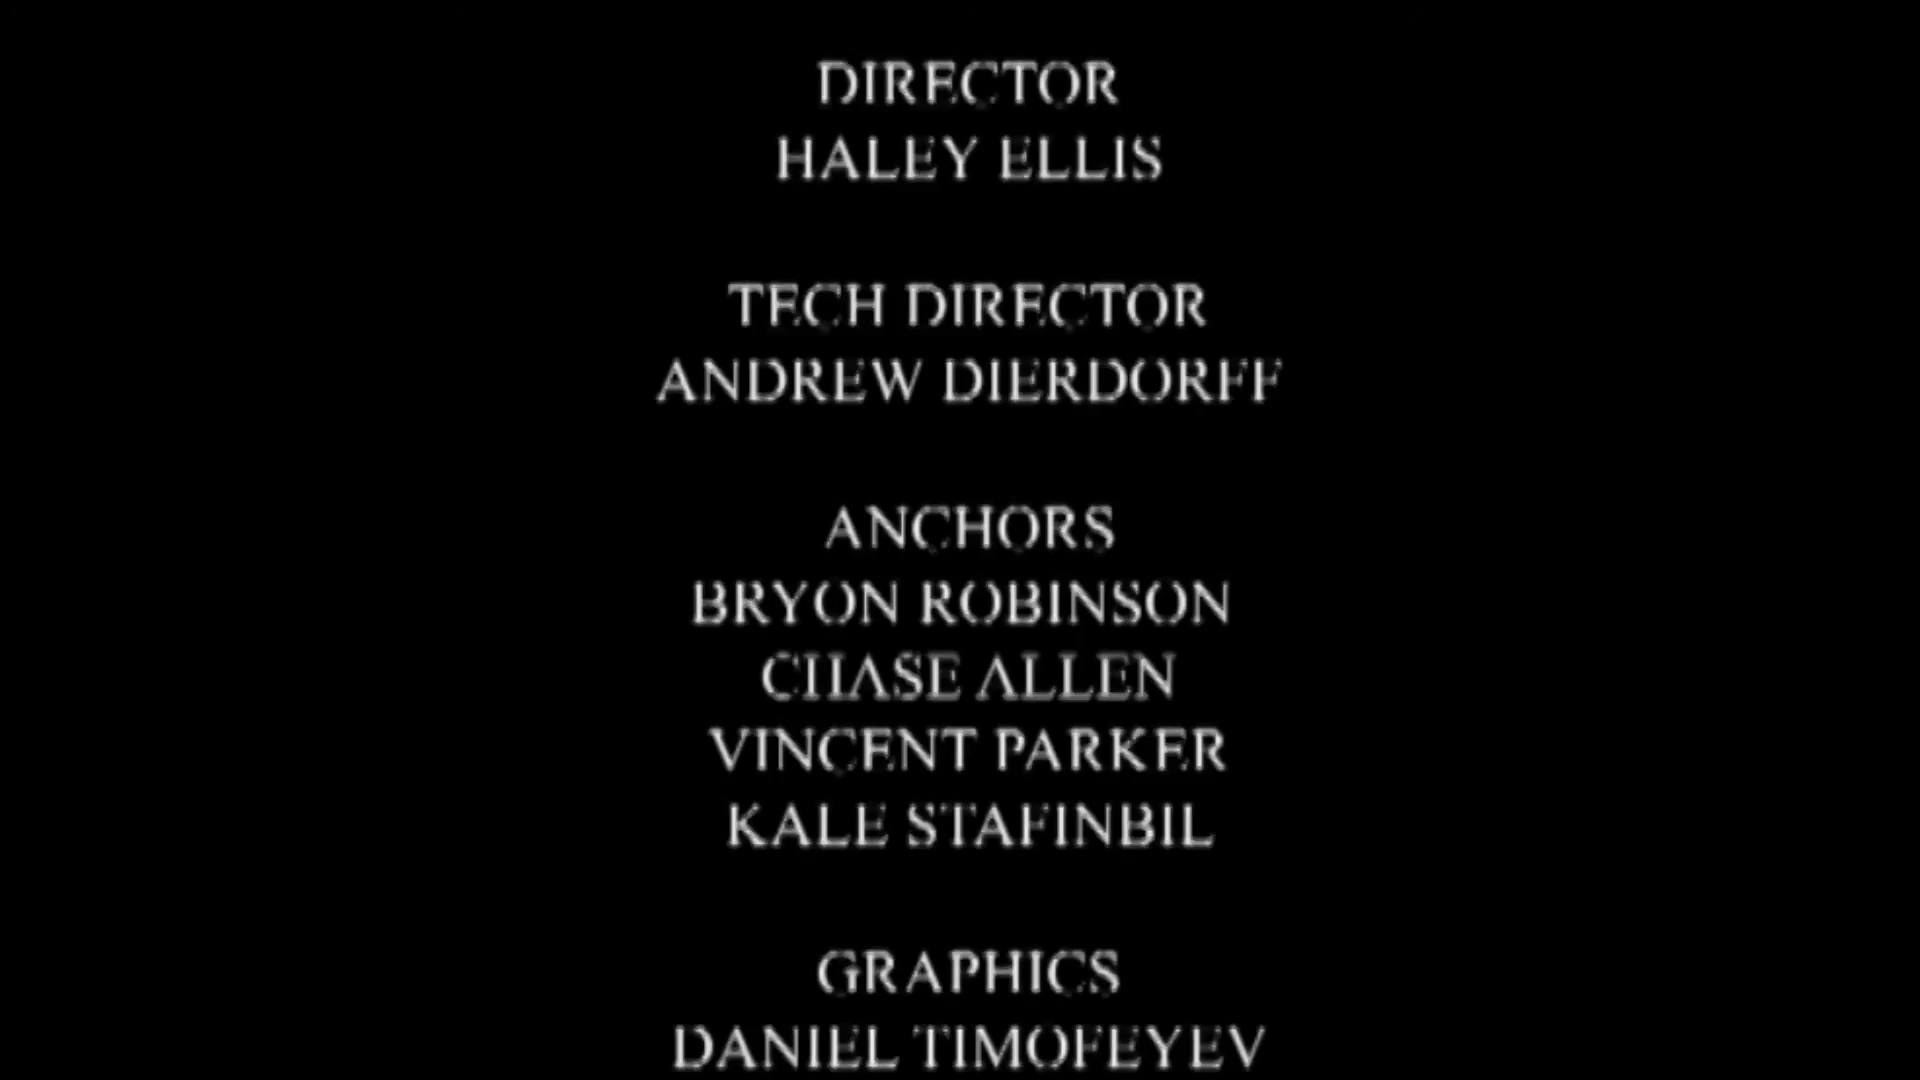 DIRECTOR
HALEY ELLIS
TECH DIRECTOR
ANDREW DIERDORFF
ANCHORS
BRYON ROBINSON
CHASE ALLEN
VINCENT PARKER
KALE STAFINBIL
GRAPHICS
DANIEL TIMOFEYEV